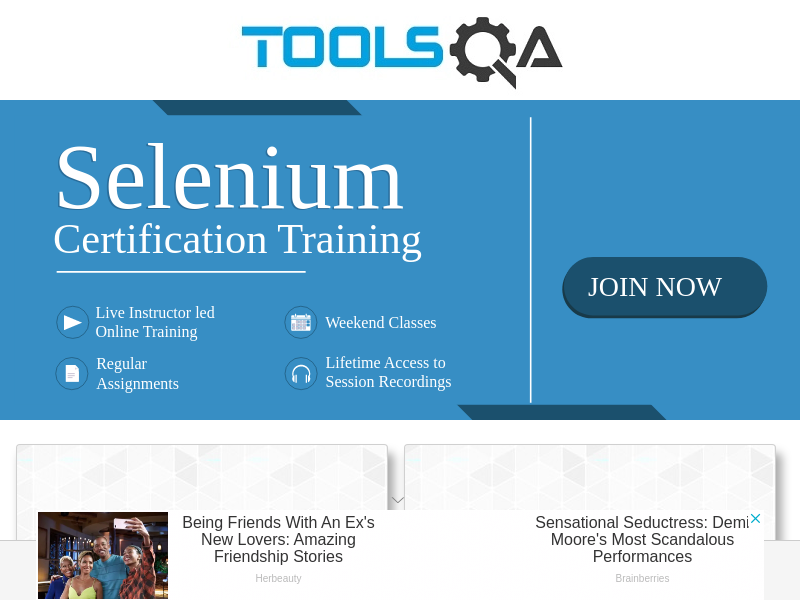 TOOLSQA
Selenium
Certification Training
JOIN NOW
Live Instructor led
Online Training
Weekend Classes
Regular
Assignments
Lifetime Access to
Session Recordings
Being Friends With An Ex's
New Lovers: Amazing
Friendship Stories
Herbeauty
Sensational Seductress: Demi
Moore's Most Scandalous
Performances
Brainberries